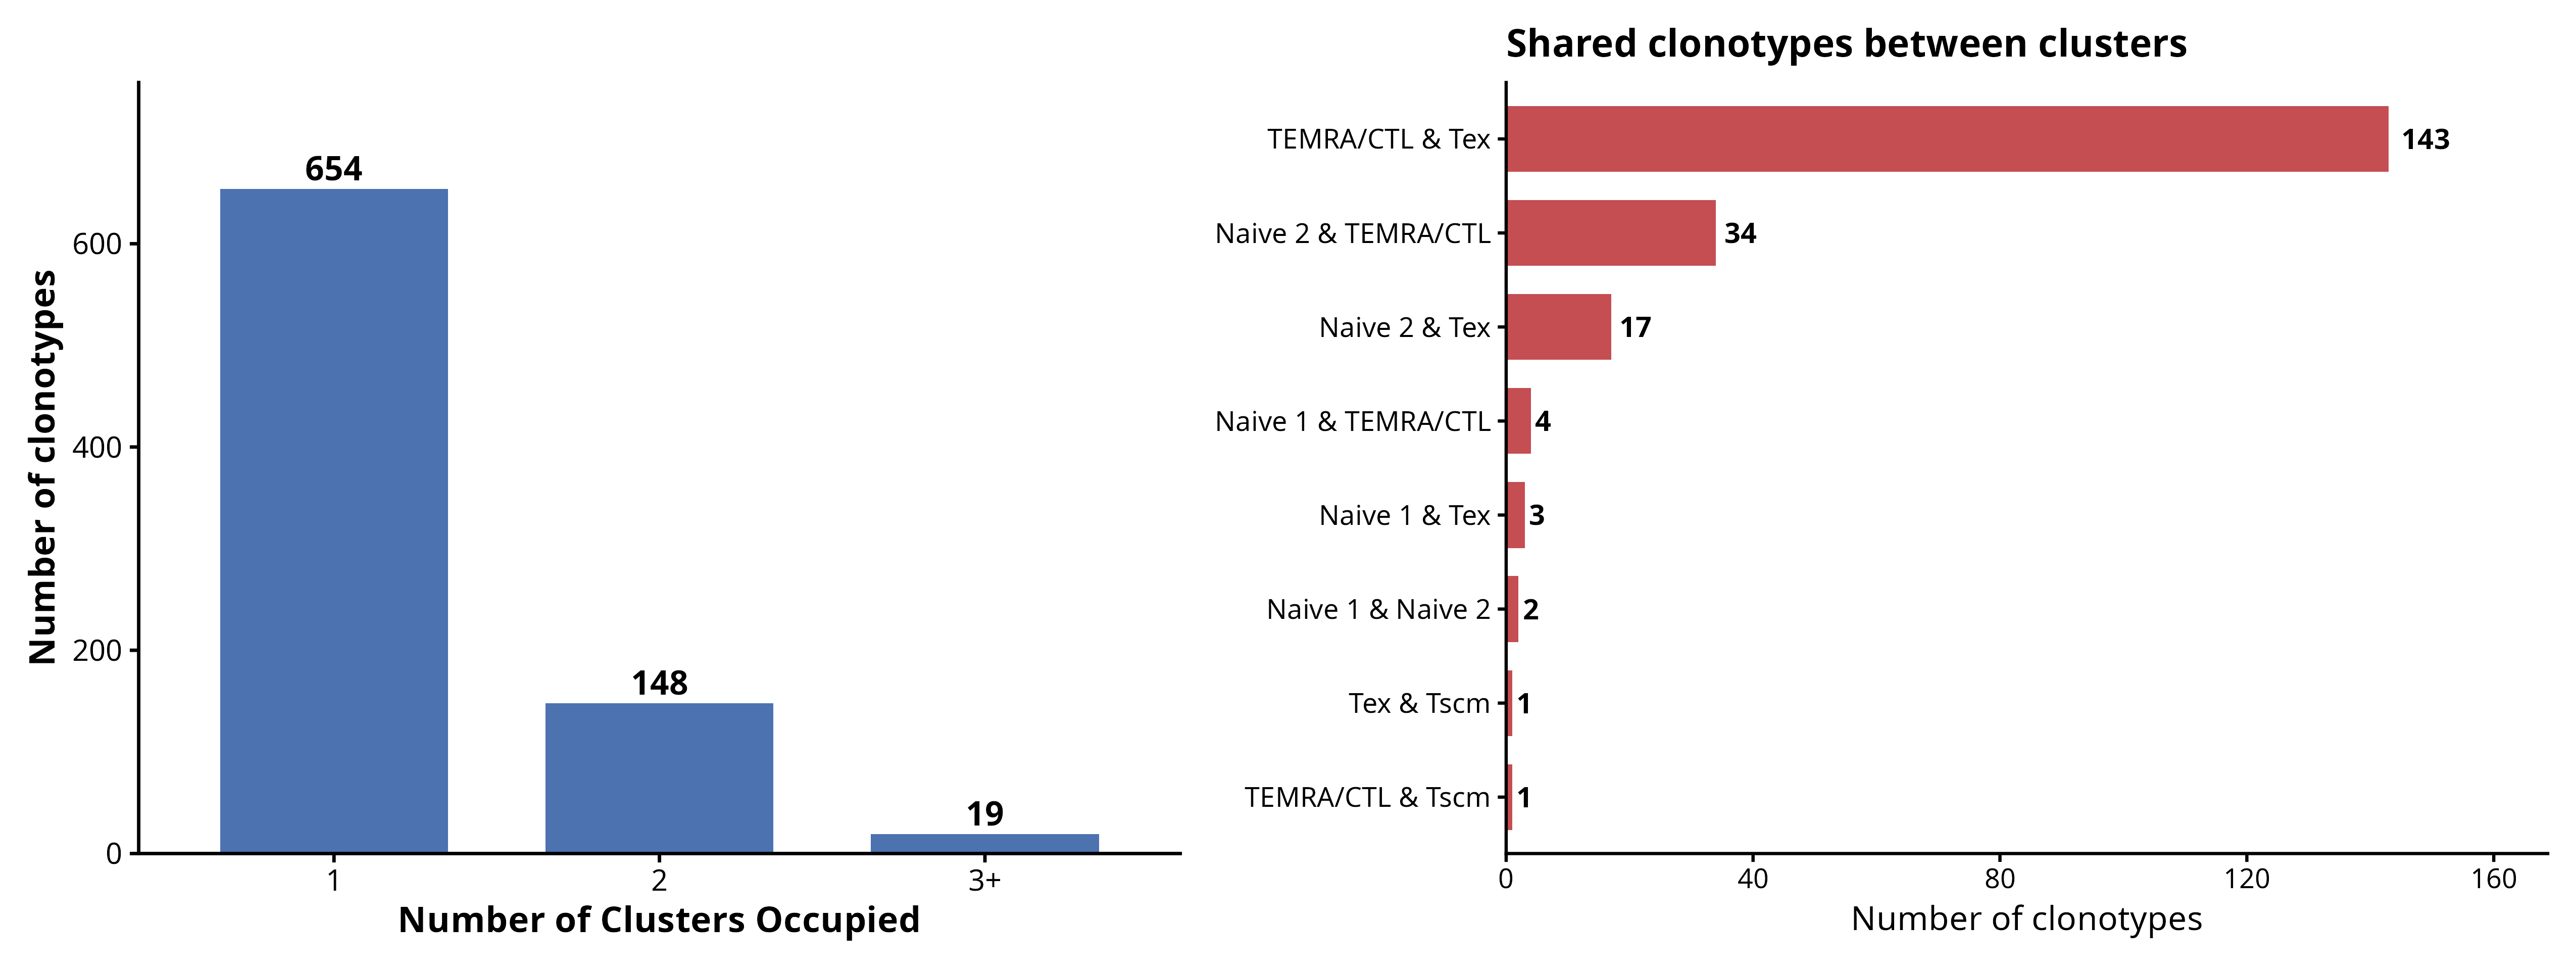 Number of clonotypes
600
400
200
0
654
148
19
1
2
3+
Number of Clusters Occupied
Shared clonotypes between clusters
TEMRA/CTL & Tex
143
Naive 2 & TEMRA/CTL
34
Naive 2 & Tex
17
Naive 1 & TEMRA/CTL
4
Naive 1 & Tex
3
Naive 1 & Naive 2
2
Tex & Tscm
1
TEMRA/CTL & Tscm
1
0
40
80
120
160
Number of clonotypes